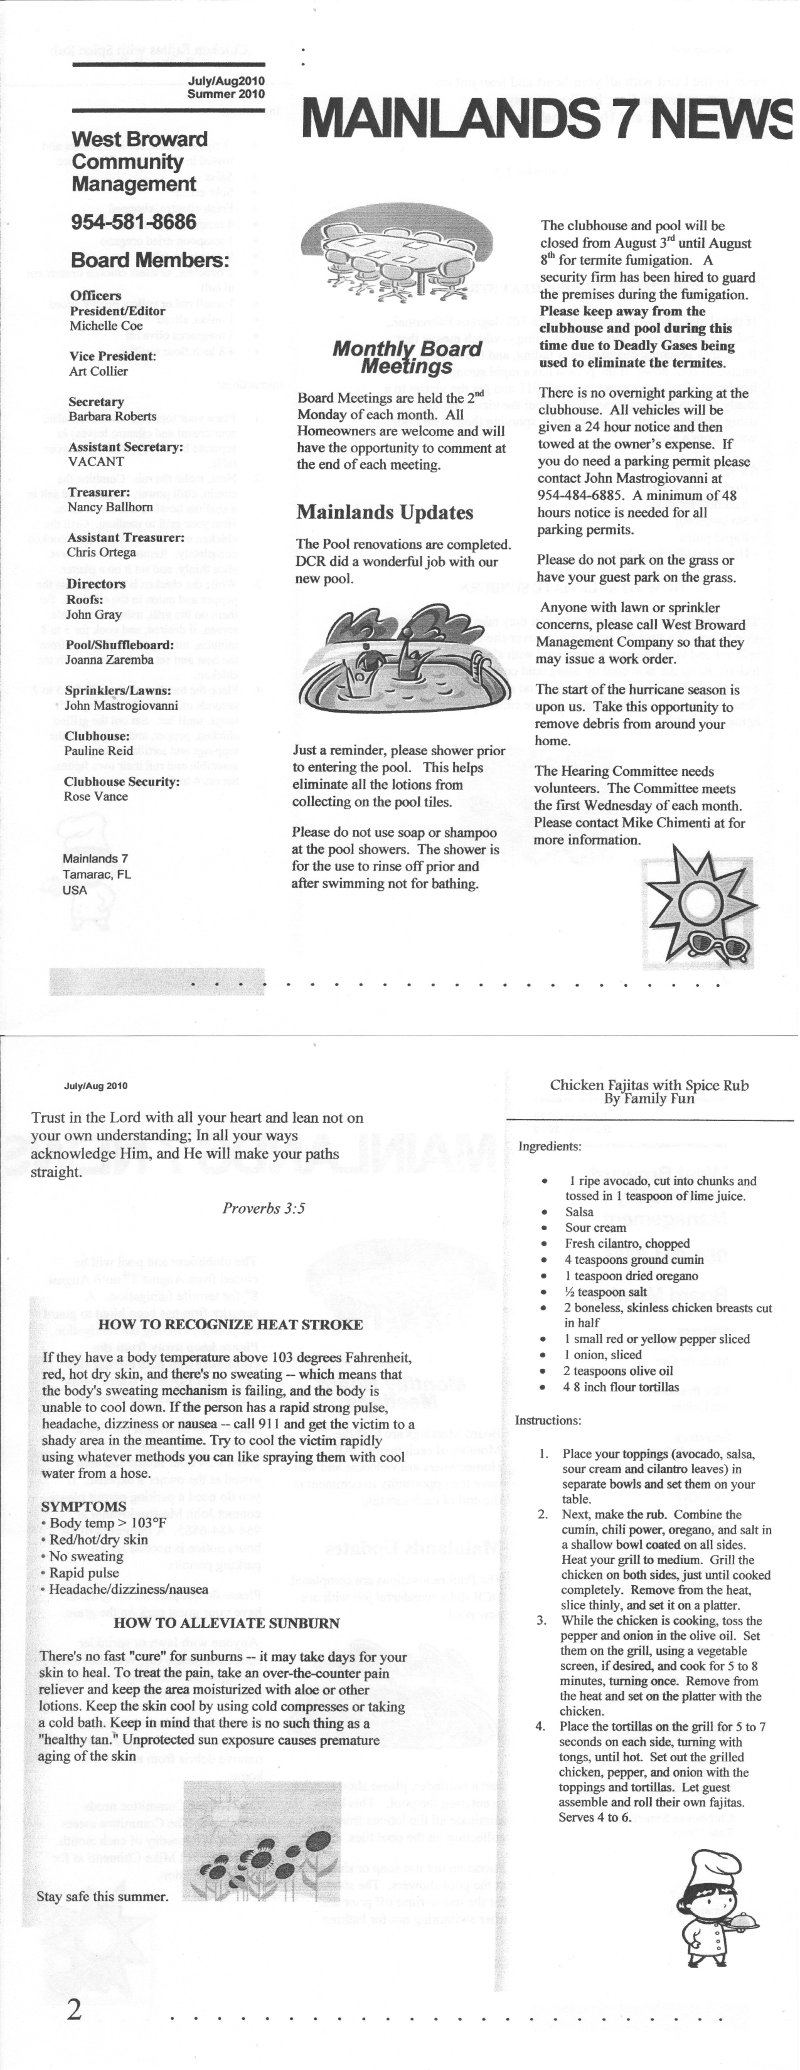 July/Aug2010
Summer 2010
West Broward
Community
Management
954-581-8686
Board Members:
Officers
President/Editor
Michelle Coe
Vice President:
Art Collier
Secretary
Barbara Roberts
Assistant Secretary:
VACANT
Treasurer:
Nancy Ballhorn
Assistant Treasurer:
Chris Ortega
Directors
Roofs:
John Gray
Pool/Shuffleboard:
Joanna Zaremba
Sprinklers/Lawns:
John Mastrogiovanni
Clubhouse:
Pauline Reid
Clubhouse Security:
Rose Vance
Mainlands 7
Tamarac, FL
USA
MAINLANDS 7 NEWS
Monthly Board
Meetings
Board Meetings are held the 2nd
Monday of each month. All
Homeowners are welcome and will
have the opportunity to comment at
the end of each meeting.
Mainlands Updates
The Pool renovations are completed.
DCR did a wonderful job with our
new pool.
Just a reminder, please shower prior
to entering the pool. This helps
eliminate all the lotions from
collecting on the pool tiles.
Please do not use soap or shampoo
at the pool showers. The shower is
for the use to rinse off prior and
after swimming not for bathing.
The clubhouse and pool will be
closed from August 3rd until August
8th for termite fumigation. A
security firm has been hired to guard
the premises during the fumigation.
Please keep away from the
clubhouse and pool during this
time due to Deadly Gases being
used to eliminate the termites.
There is no overnight parking at the
clubhouse. All vehicles will be
given a 24 hour notice and then
towed at the owner's expense. If
you do need a parking permit please
contact John Mastrogiovanni at
954-484-6885. A minimum of 48
hours notice is needed for all
parking permits.
Please do not park on the grass or
have your guest park on the grass.
Anyone with lawn or sprinkler
concerns, please call West Broward
Management Company so that they
may issue a work order.
The start of the hurricane season is
upon us. Take this opportunity to
remove debris from around your
home.
The Hearing Committee needs
volunteers. The Committee meets
the first Wednesday of each month.
Please contact Mike Chimenti at for
more information.
July/Aug 2010
Trust in the Lord with all your heart and lean not on
your own understanding; In all your ways
acknowledge Him, and He will make your paths
straight.
Proverbs 3:5
HOW TO RECOGNIZE HEAT STROKE
If they have a body temperature above 103 degrees Fahrenheit,
red, hot dry skin, and there's no sweating -- which means that
the body's sweating mechanism is failing, and the body is
unable to cool down. If the person has a rapid strong pulse,
headache, dizziness or nausea -- call 911 and get the victim to a
shady area in the meantime. Try to cool the victim rapidly
using whatever methods you can like spraying them with cool
water from a hose.
SYMPTOMS
• Body temp > 103°F
• Red/hot/dry skin
• No sweating
• Rapid pulse
• Headache/dizziness/nausea
HOW TO ALLEVIATE SUNBURN
There's no fast "cure" for sunburns -- it may take days for your
skin to heal. To treat the pain, take an over-the-counter pain
reliever and keep the area moisturized with aloe or other
lotions. Keep the skin cool by using cold compresses or taking
a cold bath. Keep in mind that there is no such thing as a
"healthy tan." Unprotected sun exposure causes premature
aging of the skin
Stay safe this summer.
2
Chicken Fajitas with Spice Rub
By Family Fun
Ingredients:
• 1 ripe avocado, cut into chunks and
tossed in 1 teaspoon of lime juice.
• Salsa
• Sour cream
• Fresh cilantro, chopped
• 4 teaspoons ground cumin
• 1 teaspoon dried oregano
• ½ teaspoon salt
• 2 boneless, skinless chicken breasts cut
in half
• 1 small red or yellow pepper sliced
• 1 onion, sliced
• 2 teaspoons olive oil
• 4 8 inch flour tortillas
Instructions:
1. Place your toppings (avocado, salsa,
sour cream and cilantro leaves) in
separate bowls and set them on your
table.
2. Next, make the rub. Combine the
cumin, chili power, oregano, and salt in
a shallow bowl coated on all sides.
Heat your grill to medium. Grill the
chicken on both sides, just until cooked
completely. Remove from the heat,
slice thinly, and set it on a platter.
3. While the chicken is cooking, toss the
pepper and onion in the olive oil. Set
them on the grill, using a vegetable
screen, if desired, and cook for 5 to 8
minutes, turning once. Remove from
the heat and set on the platter with the
chicken.
4. Place the tortillas on the grill for 5 to 7
seconds on each side, turning with
tongs, until hot. Set out the grilled
chicken, pepper, and onion with the
toppings and tortillas. Let guest
assemble and roll their own fajitas.
Serves 4 to 6.